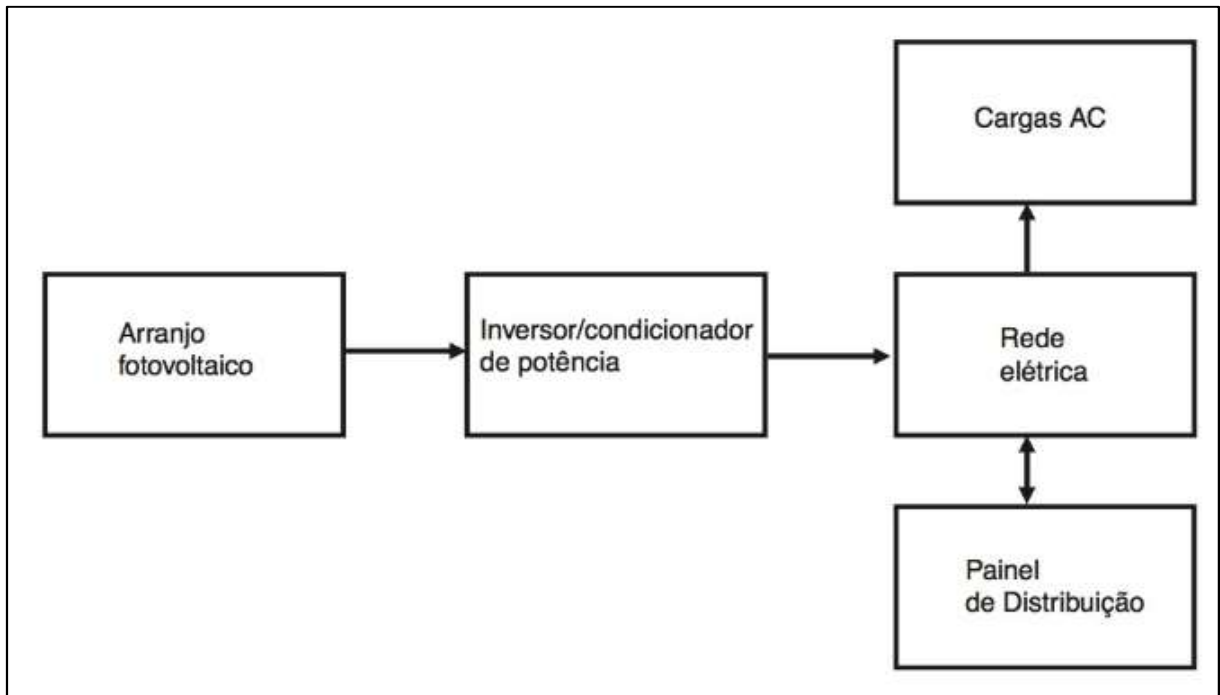 Cargas AC
Arranjo
fotovoltaico
Inversor/condicionador
de potência
Rede
elétrica
Painel
de Distribuição